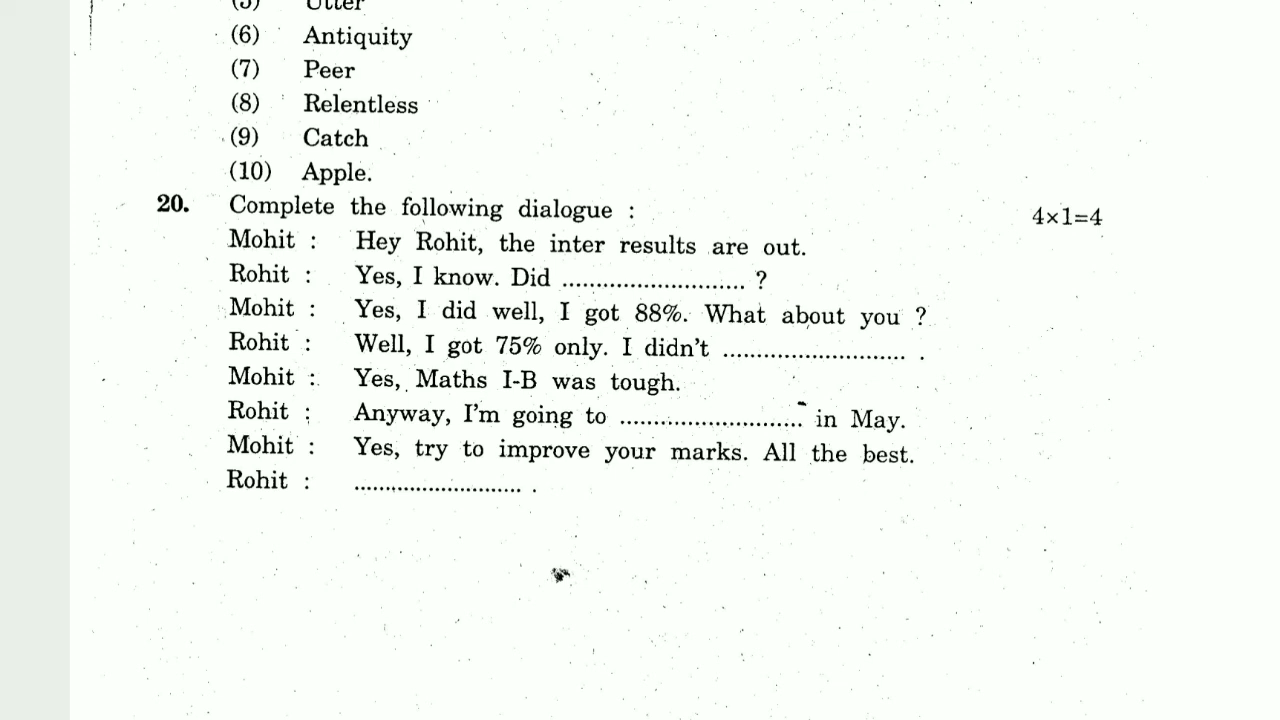 (5) Utter
(6) Antiquity
(7) Peer
(8) Relentless
(9) Catch
(10) Apple.
20. Complete the following dialogue : 4×1=4
Mohit : Hey Rohit, the inter results are out.
Rohit : Yes, I know. Did ........................... ?
Mohit : Yes, I did well, I got 88%. What about you ?
Rohit : Well, I got 75% only. I didn't ........................... .
Mohit : Yes, Maths I-B was tough.
Rohit : Anyway, I'm going to ........................... in May.
Mohit : Yes, try to improve your marks. All the best.
Rohit : ......................... .